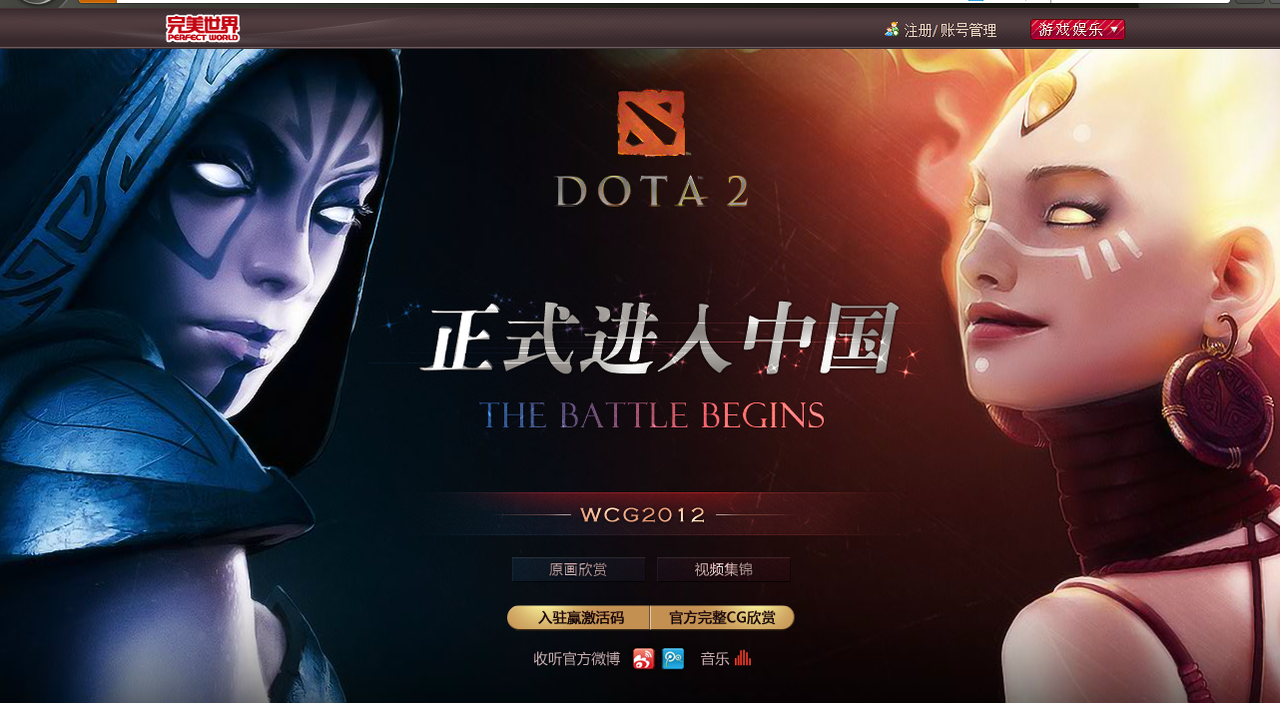 完美世界
PERFECT WORLD
注册/账号管理
游戏娱乐
DOTA 2
正式进入中国
THE BATTLE BEGINS
WCG2012
原画欣赏 视频集锦
入驻赢激活码 官方完整CG欣赏
收听官方微博 音乐